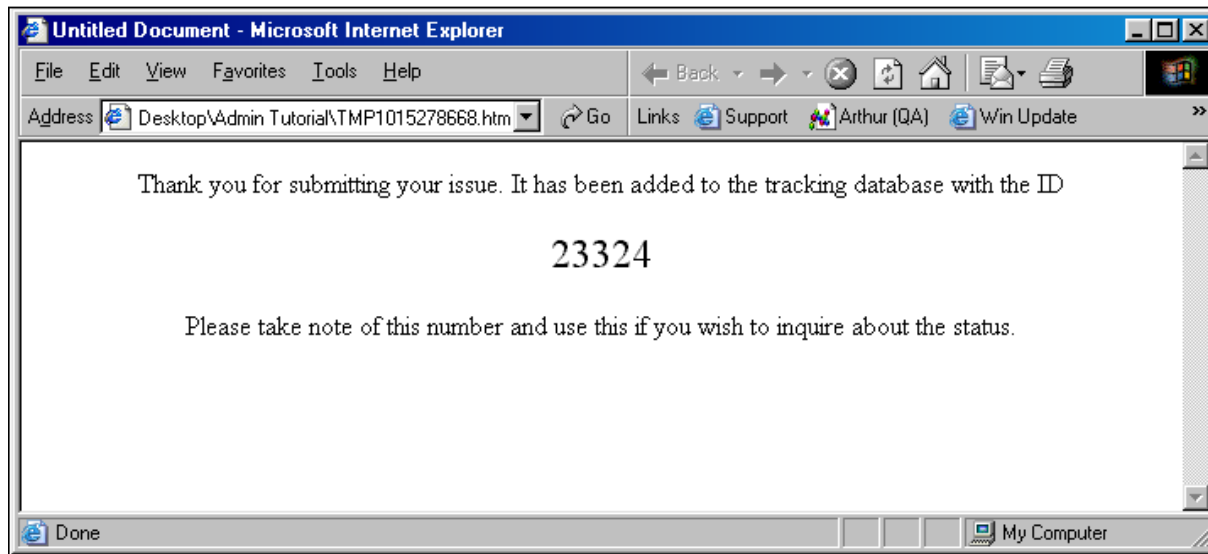 Untitled Document - Microsoft Internet Explorer
File Edit View Favorites Tools Help Back
Address Desktop\Admin Tutorial\TMP1015278668.htm Go Links Support Arthur (QA) Win Update »
Thank you for submitting your issue. It has been added to the tracking database with the ID
23324
Please take note of this number and use this if you wish to inquire about the status.
Done My Computer